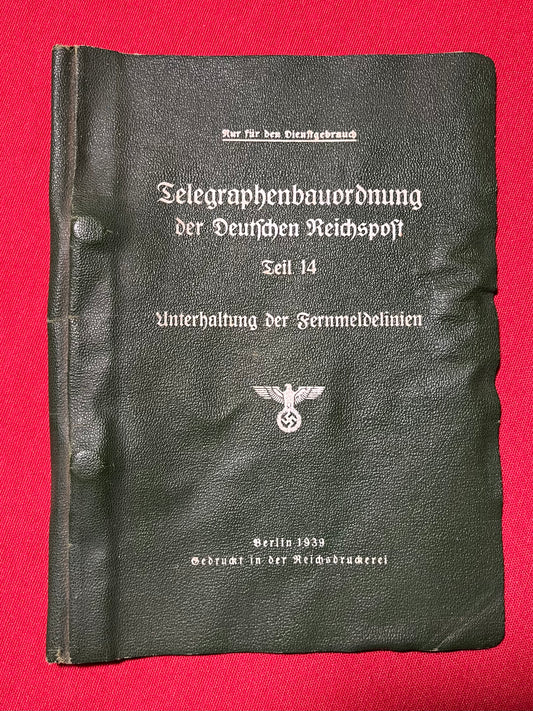 Nur für den Dienstgebrauch
Telegraphenbauordnung
der Deutschen Reichspost
Teil 14
Unterhaltung der Fernmeldelinien
Berlin 1939
Gedruckt in der Reichsdruckerei